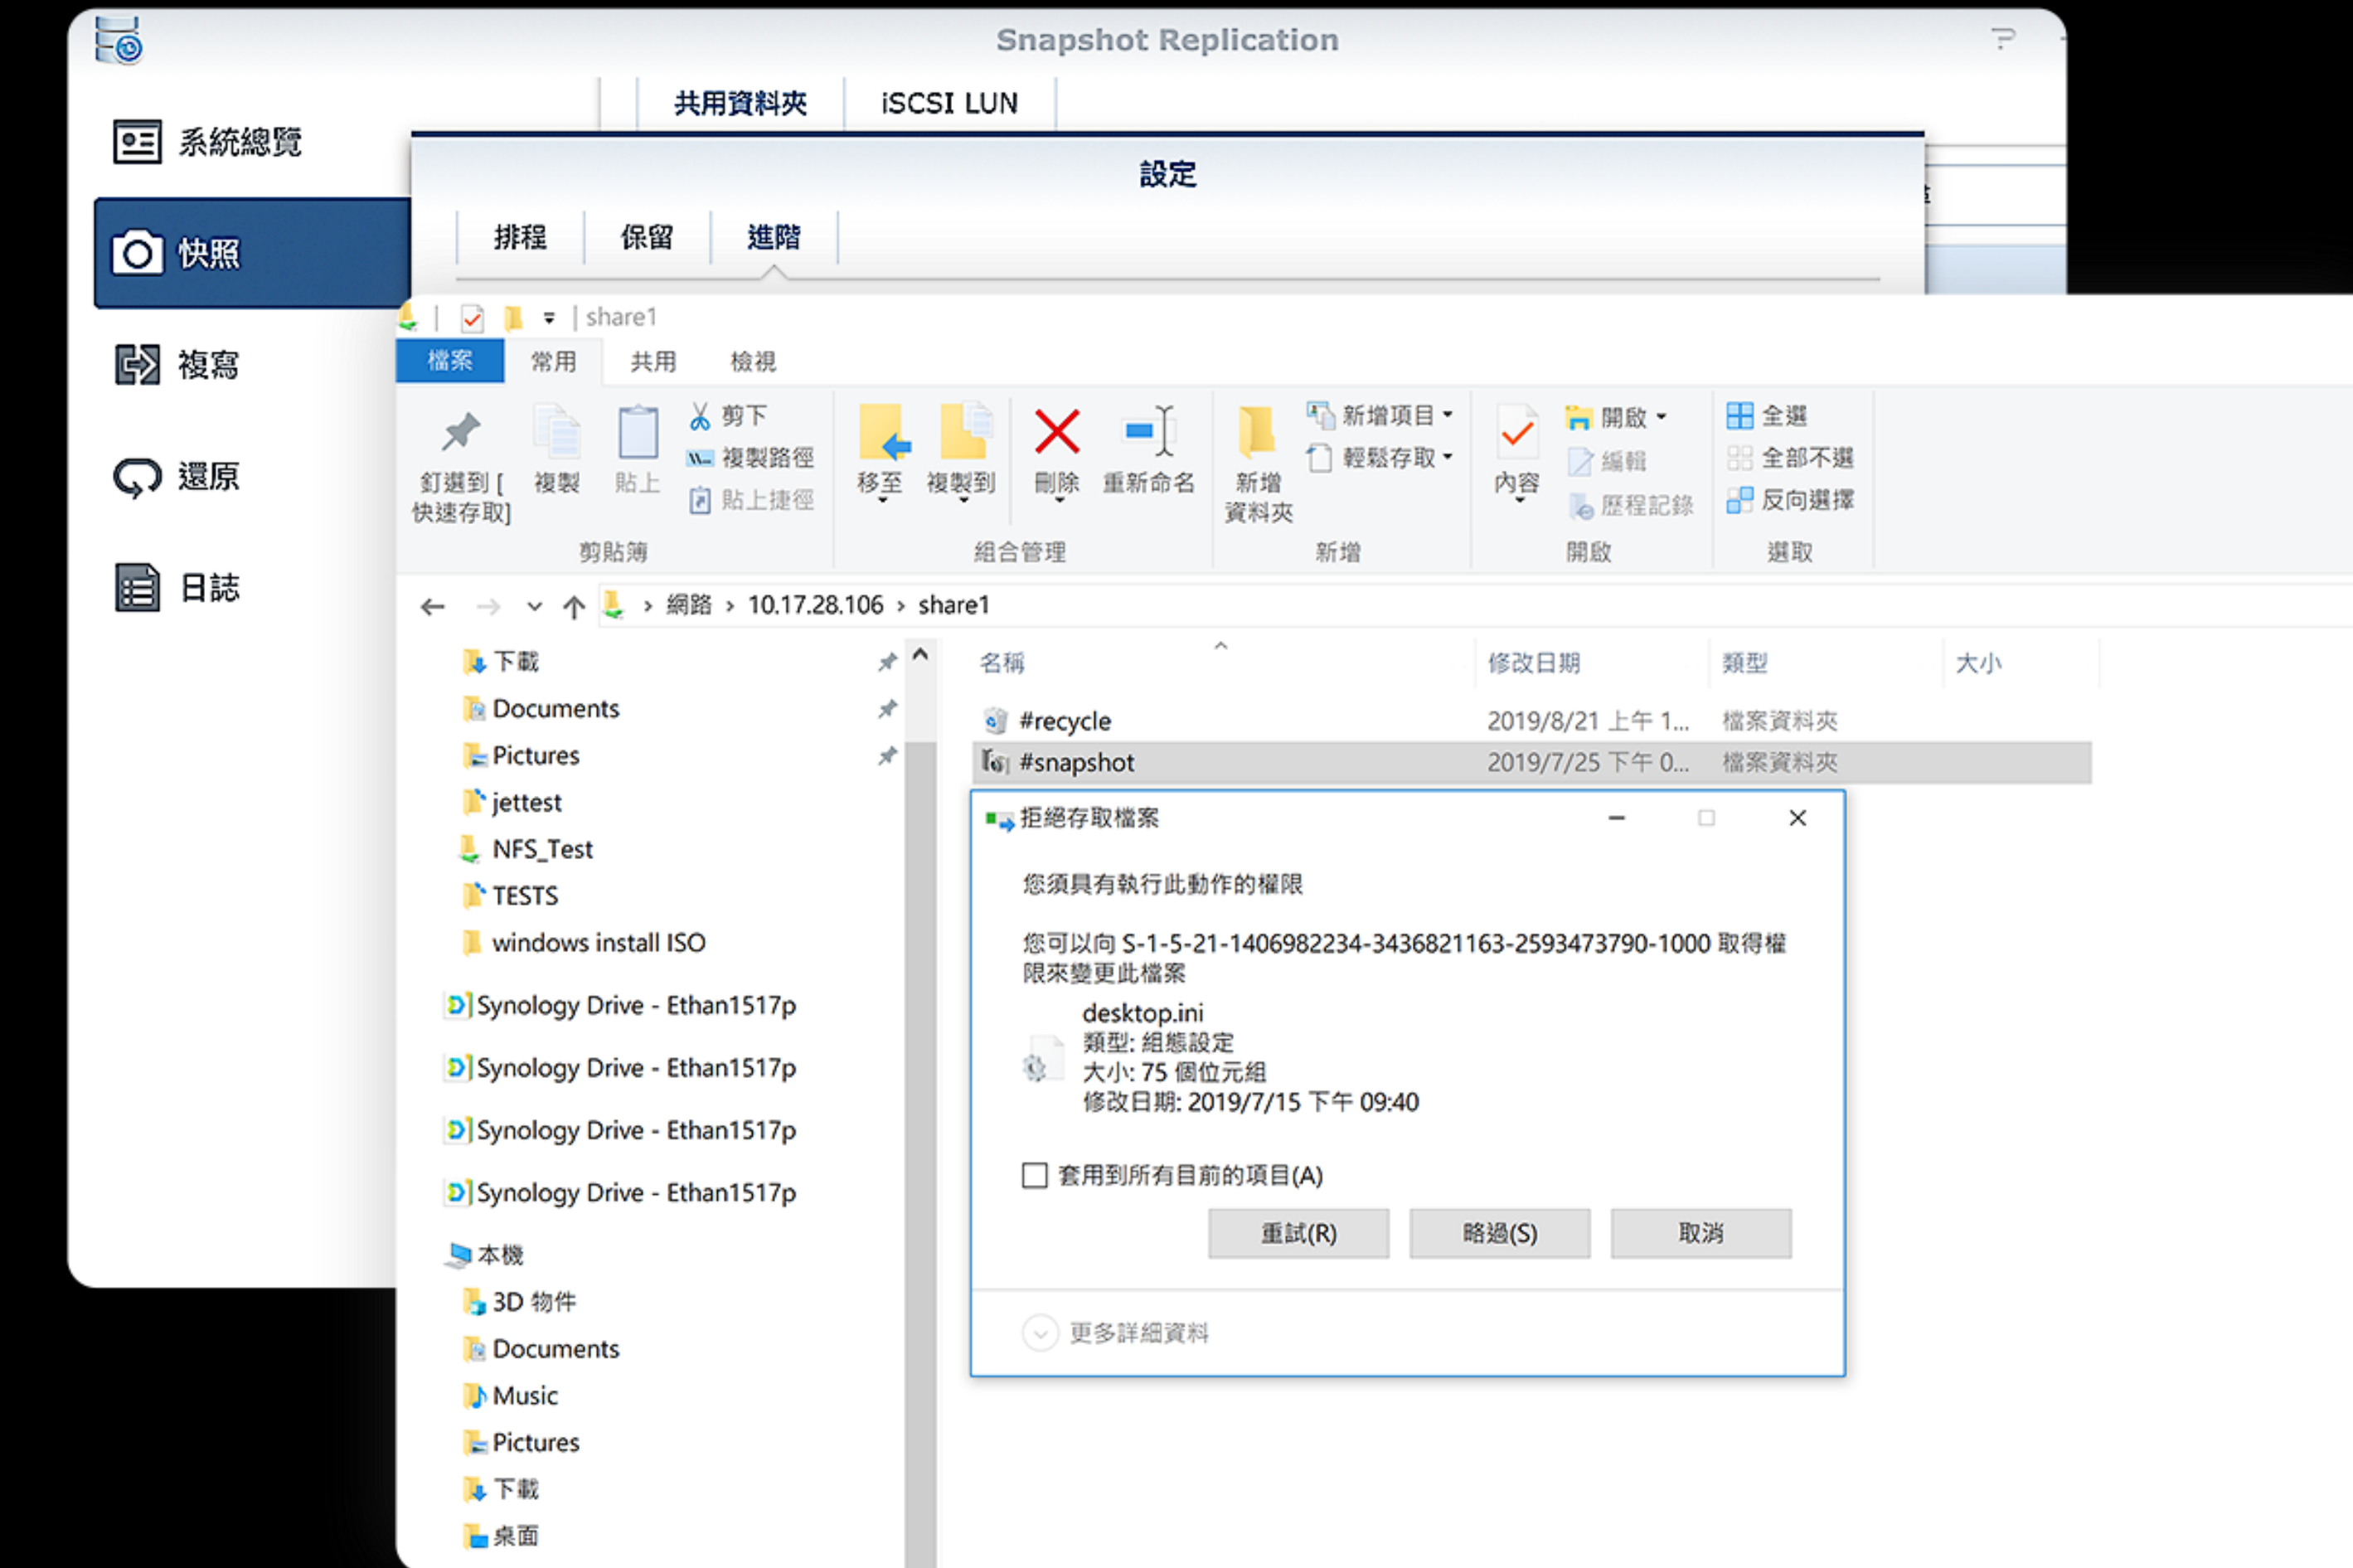 Snapshot Replication
共用資料夾
iSCSI LUN
系統總覽
快照
複寫
還原
日誌
設定
排程
保留
進階
share1
檔案
常用
共用
檢視
釘選到 [
快速存取]
複製
貼上
剪下
複製路徑
貼上捷徑
剪貼簿
移至
複製到
刪除
重新命名
組合管理
新增
資料夾
新增項目
輕鬆存取
新增
內容
開啟
編輯
歷程記錄
開啟
全選
全部不選
反向選擇
選取
› 網路 › 10.17.28.106 › share1
下載
Documents
Pictures
jettest
NFS_Test
TESTS
windows install ISO
Synology Drive - Ethan1517p
Synology Drive - Ethan1517p
Synology Drive - Ethan1517p
Synology Drive - Ethan1517p
本機
3D 物件
Documents
Music
Pictures
下載
桌面
名稱
修改日期
類型
大小
#recycle
2019/8/21 上午 1...
檔案資料夾
#snapshot
2019/7/25 下午 0...
檔案資料夾
拒絕存取檔案
您須具有執行此動作的權限
您可以向 S-1-5-21-1406982234-3436821163-2593473790-1000 取得權
限來變更此檔案
desktop.ini
類型: 組態設定
大小: 75 個位元組
修改日期: 2019/7/15 下午 09:40
套用到所有目前的項目(A)
重試(R)
略過(S)
取消
更多詳細資料